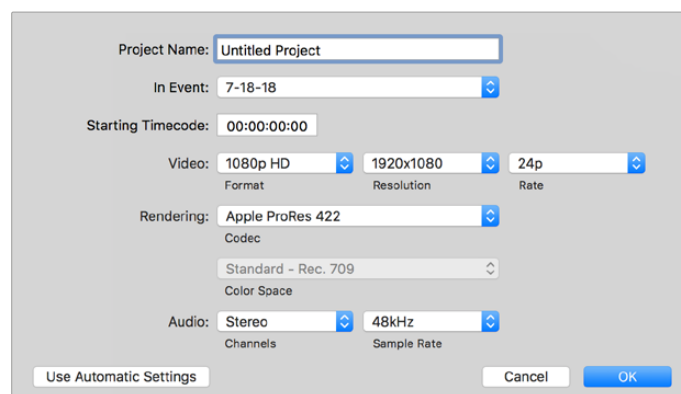 Project Name: Untitled Project
In Event: 7-18-18
Starting Timecode: 00:00:00:00
Video: 1080p HD 1920x1080 24p
Format Resolution Rate
Rendering: Apple ProRes 422
Codec
Standard - Rec. 709
Color Space
Audio: Stereo 48kHz
Channels Sample Rate
Use Automatic Settings Cancel OK